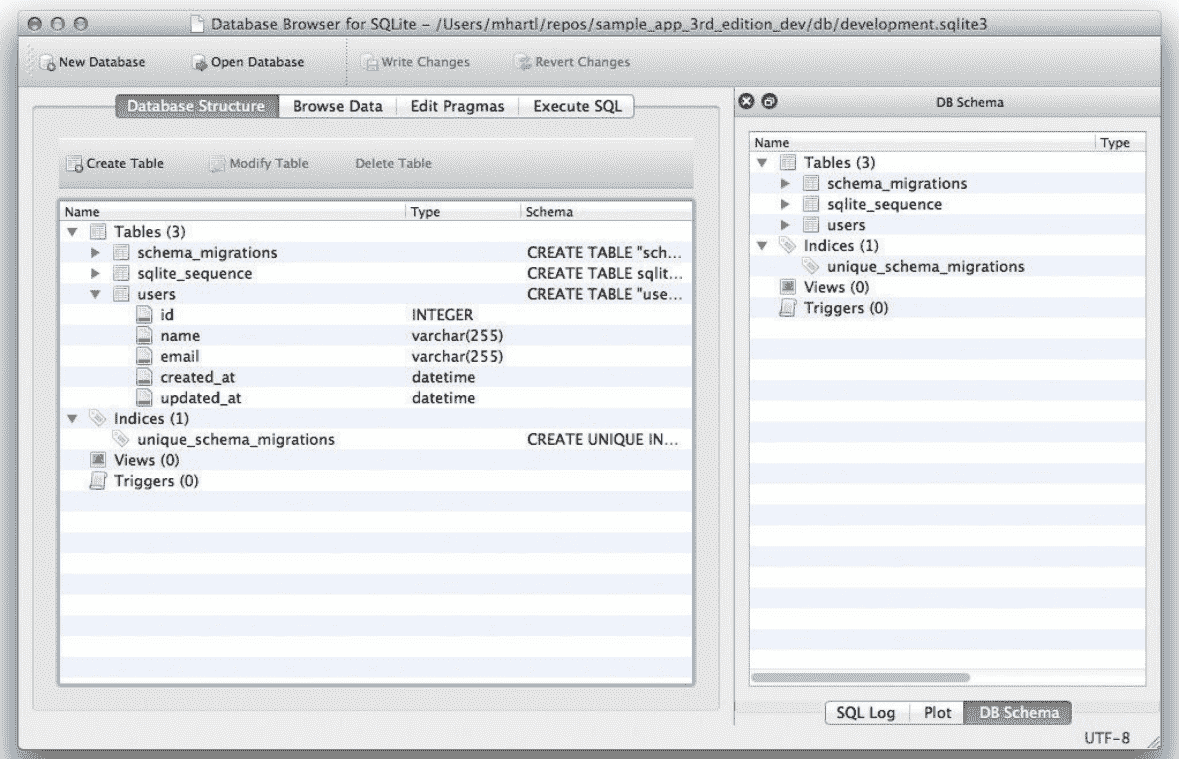 Database Browser for SQLite – /Users/mhartl/repos/sample_app_3rd_edition_dev/db/development.sqlite3
New Database Open Database Write Changes Revert Changes
Database Structure Browse Data Edit Pragmas Execute SQL
Create Table Modify Table Delete Table
Name Type Schema
Tables (3)
schema_migrations CREATE TABLE "sch...
sqlite_sequence CREATE TABLE sqlit...
users CREATE TABLE "use...
id INTEGER
name varchar(255)
email varchar(255)
created_at datetime
updated_at datetime
Indices (1)
unique_schema_migrations CREATE UNIQUE IN...
Views (0)
Triggers (0)
DB Schema
Name Type
Tables (3)
schema_migrations
sqlite_sequence
users
Indices (1)
unique_schema_migrations
Views (0)
Triggers (0)
SQL Log Plot DB Schema
UTF-8